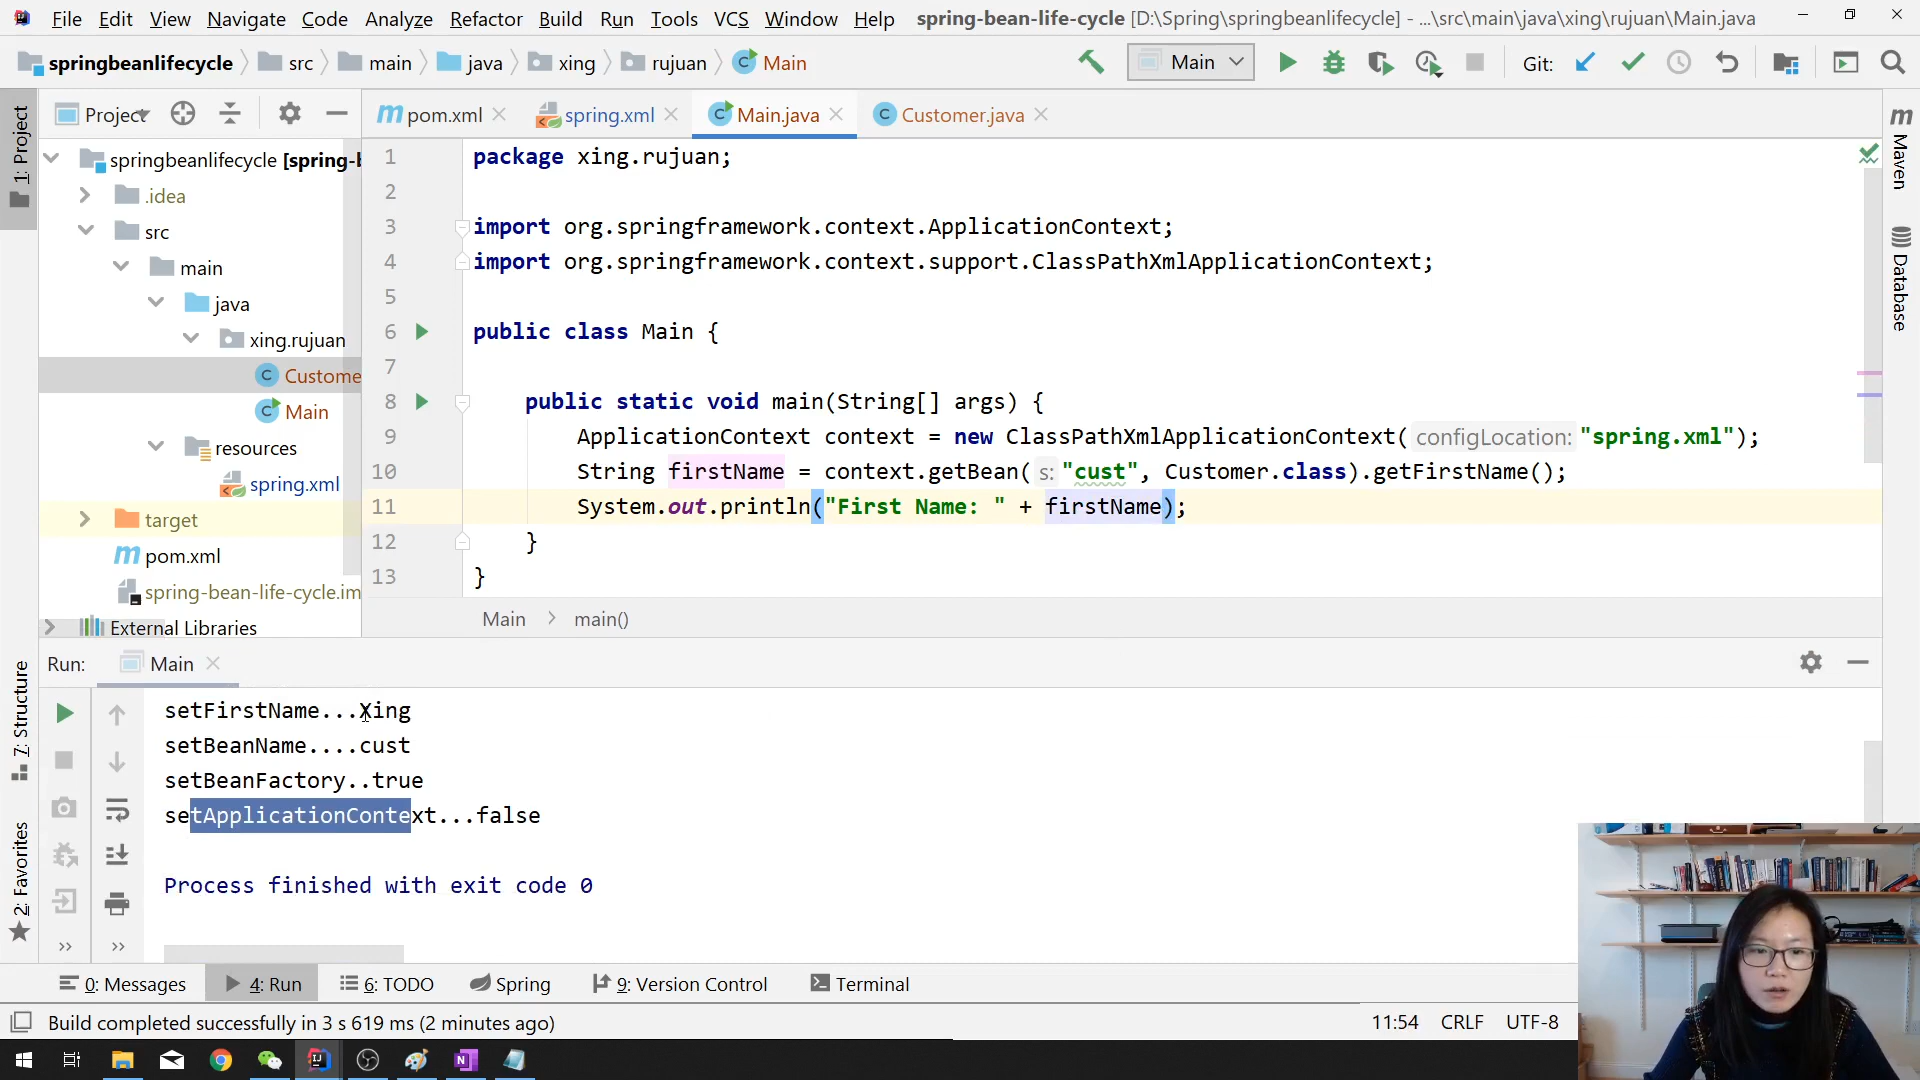 File Edit View Navigate Code Analyze Refactor Build Run Tools VCS Window Help spring-bean-life-cycle [D:\Spring\springbeanlifecycle] - ...\src\main\java\xing\rujuan\Main.java
springbeanlifecycle src main java xing rujuan Main Main Git:
Project pom.xml spring.xml Main.java Customer.java
1: Project
springbeanlifecycle [spring-b
.idea
src
main
java
xing.rujuan
Custome
Main
resources
spring.xml
target
pom.xml
spring-bean-life-cycle.im
External Libraries
1 package xing.rujuan;
2
3 import org.springframework.context.ApplicationContext;
4 import org.springframework.context.support.ClassPathXmlApplicationContext;
5
6 public class Main {
7
8 public static void main(String[] args) {
9 ApplicationContext context = new ClassPathXmlApplicationContext( configLocation: "spring.xml");
10 String firstName = context.getBean( s: "cust", Customer.class).getFirstName();
11 System.out.println("First Name: " + firstName);
12 }
13 }
Main main()
Maven
Database
Run: Main
7: Structure
2: Favorites
setFirstName...Xing
setBeanName....cust
setBeanFactory..true
setApplicationContext...false
Process finished with exit code 0
0: Messages 4: Run 6: TODO Spring 9: Version Control Terminal
Build completed successfully in 3 s 619 ms (2 minutes ago) 11:54 CRLF UTF-8